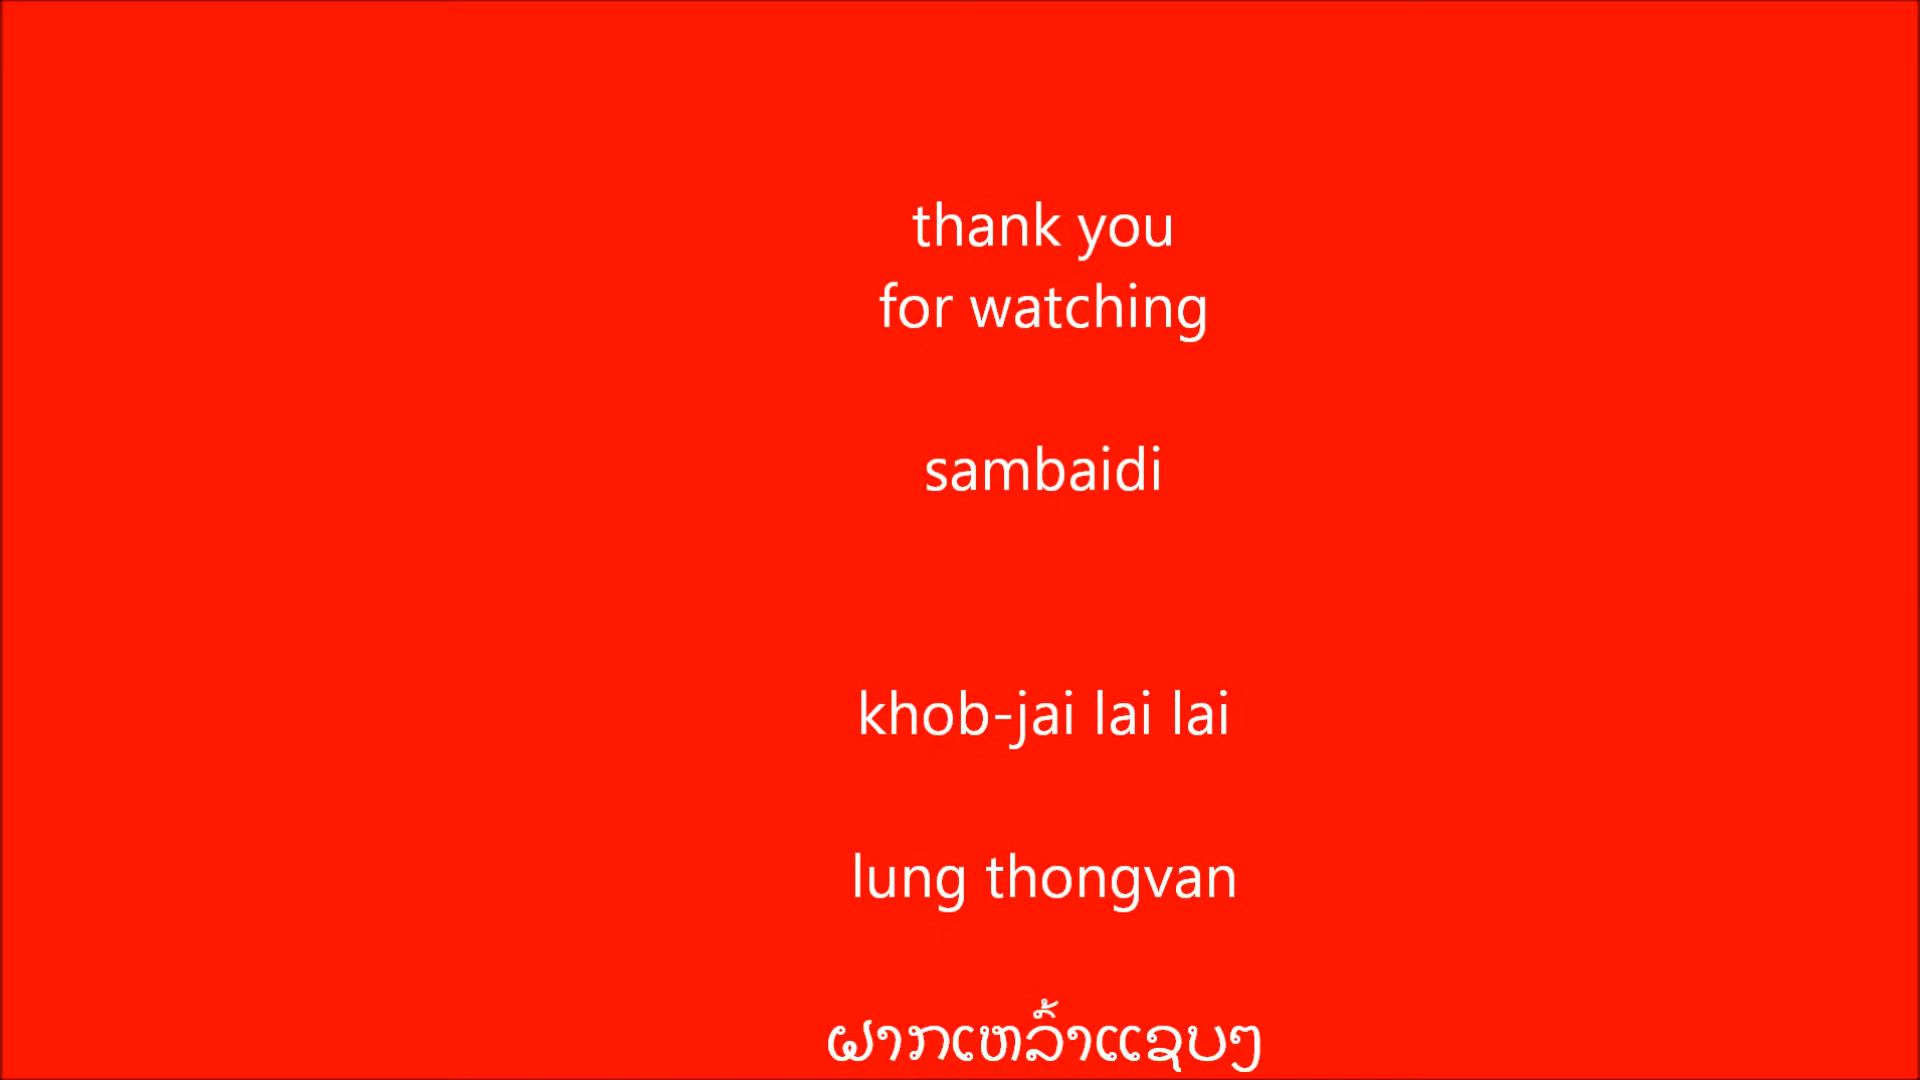 thank you
for watching
sambaidi
khob-jai lai lai
lung thongvan
ຝາກເຫລົ້າແຊບໆ